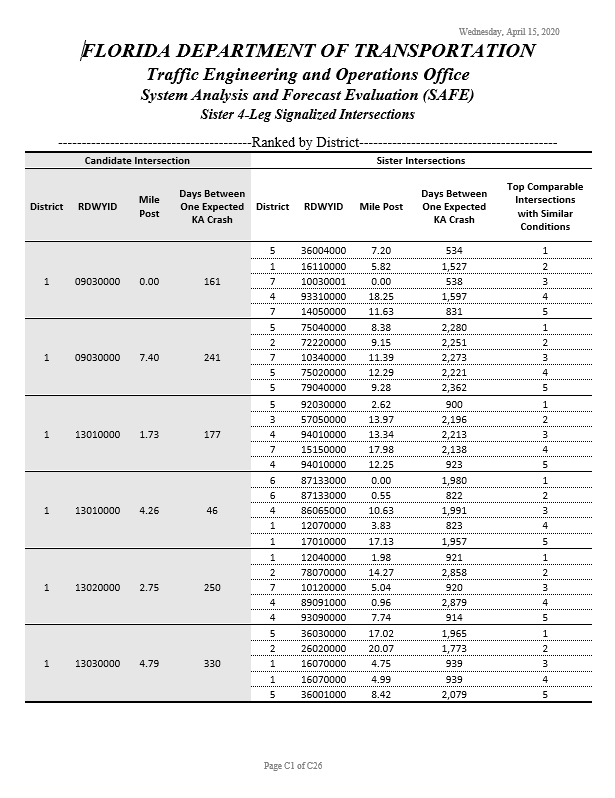 Wednesday, April 15, 2020
FLORIDA DEPARTMENT OF TRANSPORTATION
Traffic Engineering and Operations Office
System Analysis and Forecast Evaluation (SAFE)
Sister 4-Leg Signalized Intersections
------------------------------------------Ranked by District-------------------------------------------
Candidate Intersection Sister Intersections
District RDWYID Mile Post Days Between One Expected KA Crash District RDWYID Mile Post Days Between One Expected KA Crash Top Comparable Intersections with Similar Conditions
5 36004000 7.20 534 1
1 16110000 5.82 1,527 2
1 09030000 0.00 161 7 10030001 0.00 538 3
4 93310000 18.25 1,597 4
7 14050000 11.63 831 5
5 75040000 8.38 2,280 1
2 72220000 9.15 2,251 2
1 09030000 7.40 241 7 10340000 11.39 2,273 3
5 75020000 12.29 2,221 4
5 79040000 9.28 2,362 5
5 92030000 2.62 900 1
3 57050000 13.97 2,196 2
1 13010000 1.73 177 4 94010000 13.34 2,213 3
7 15150000 17.98 2,138 4
4 94010000 12.25 923 5
6 87133000 0.00 1,980 1
6 87133000 0.55 822 2
1 13010000 4.26 46 4 86065000 10.63 1,991 3
1 12070000 3.83 823 4
1 17010000 17.13 1,957 5
1 12040000 1.98 921 1
2 78070000 14.27 2,858 2
1 13020000 2.75 250 7 10120000 5.04 920 3
4 89091000 0.96 2,879 4
4 93090000 7.74 914 5
5 36030000 17.02 1,965 1
2 26020000 20.07 1,773 2
1 13030000 4.79 330 1 16070000 4.75 939 3
1 16070000 4.99 939 4
5 36001000 8.42 2,079 5
Page C1 of C26